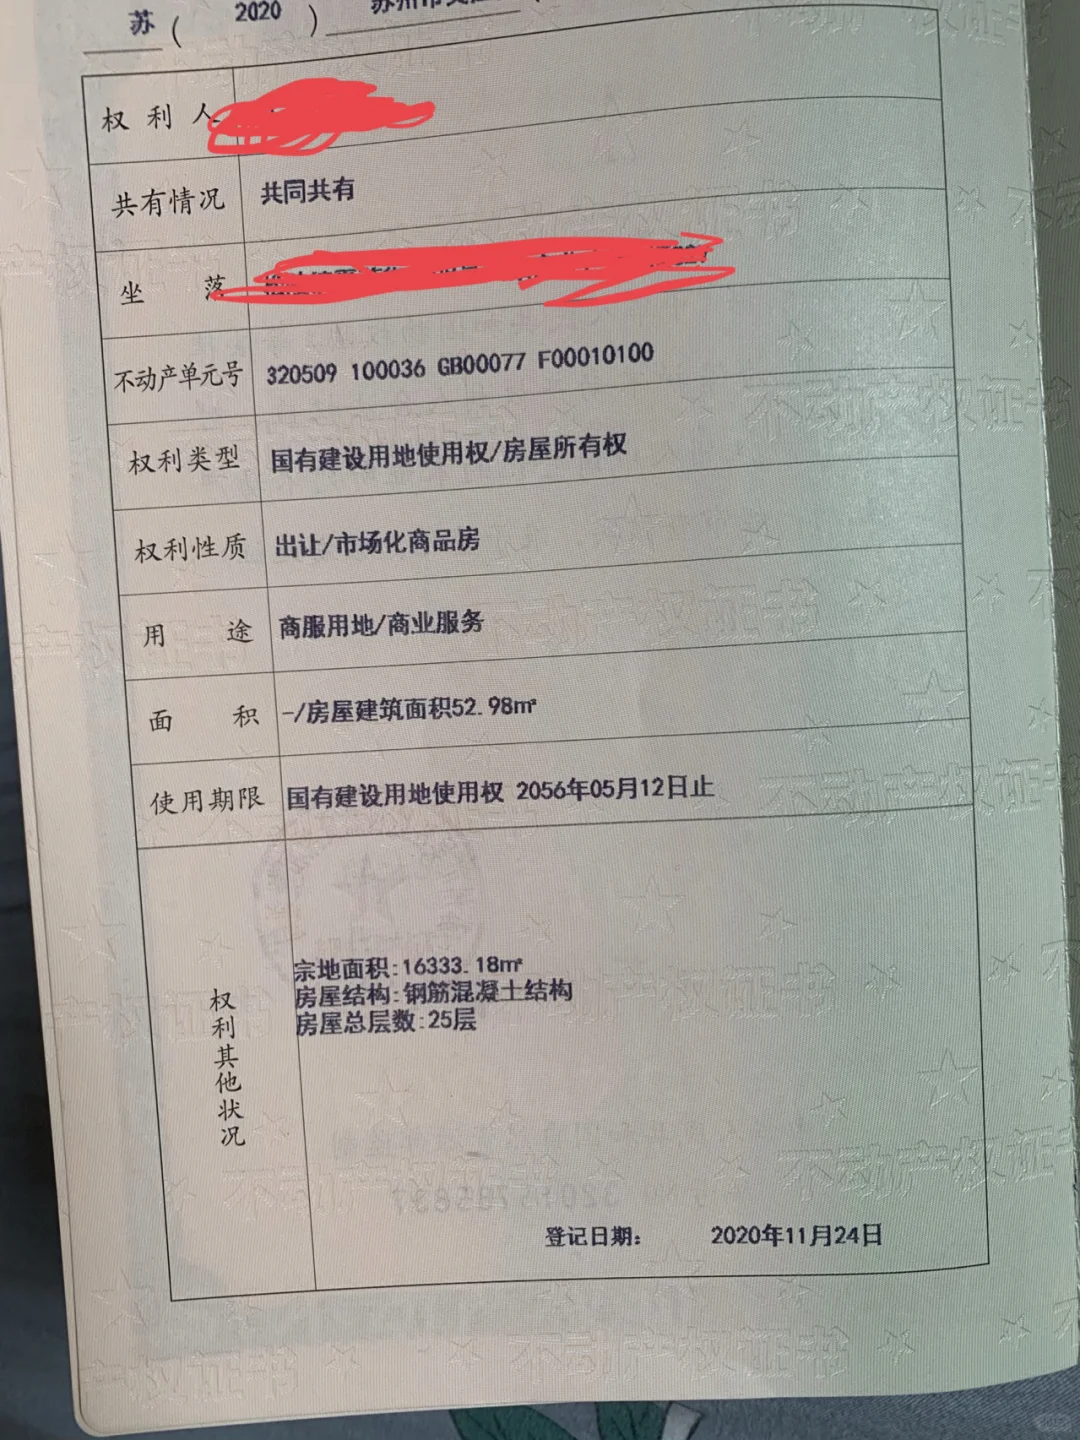 苏（ 2020 ） 苏州市
权利人
共有情况 共同共有
坐落
不动产单元号 320509 100036 GB00077 F00010100
权利类型 国有建设用地使用权/房屋所有权
权利性质 出让/市场化商品房
用途 商服用地/商业服务
面积 -/房屋建筑面积52.98㎡
使用期限 国有建设用地使用权 2056年05月12日止
权利其他状况
宗地面积:16333.18㎡
房屋结构:钢筋混凝土结构
房屋总层数:25层
登记日期： 2020年11月24日